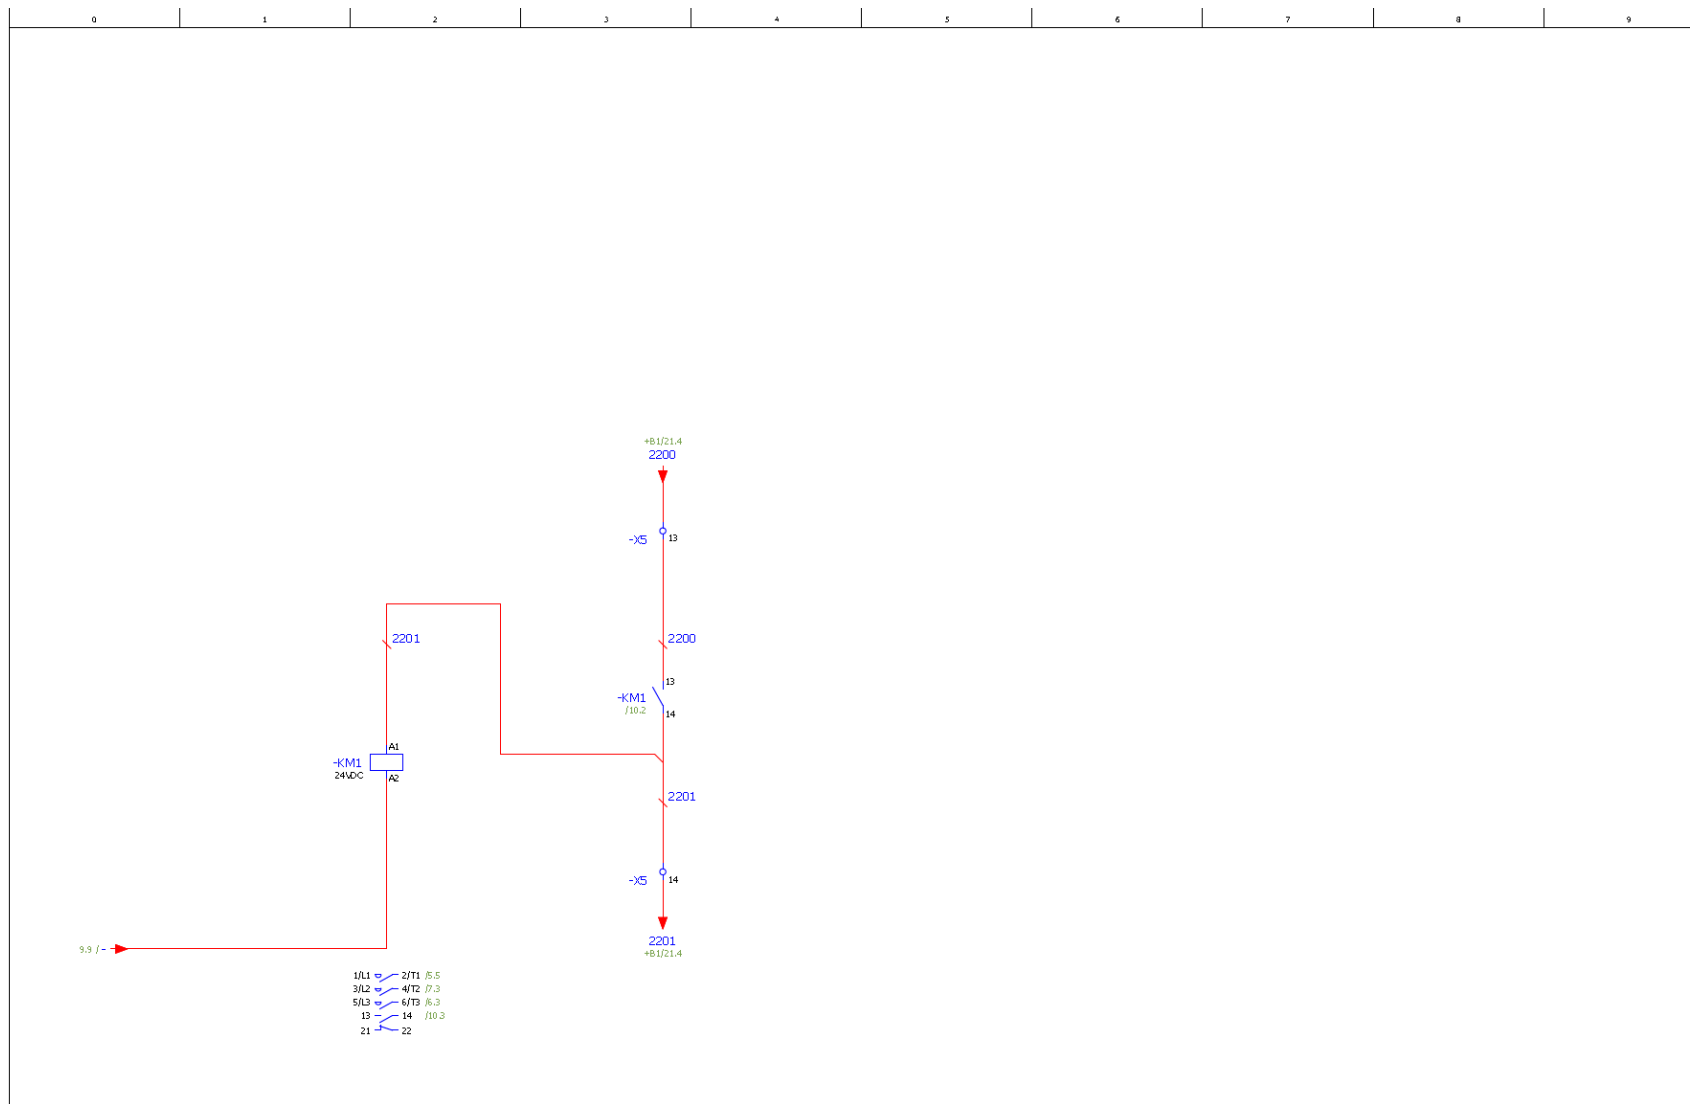 0 1 2 3 4 5 6 7 8 9
+B1/21.4
2200
-X5 13
2201
2200
13
-KM1
/10.2
14
A1
-KM1
24VDC
A2
2201
-X5 14
2201
9.9 / -
+B1/21.4
1/L1 2/T1 /5.5
3/L2 4/T2 /7.3
5/L3 6/T3 /6.3
13 14 /10.3
21 22